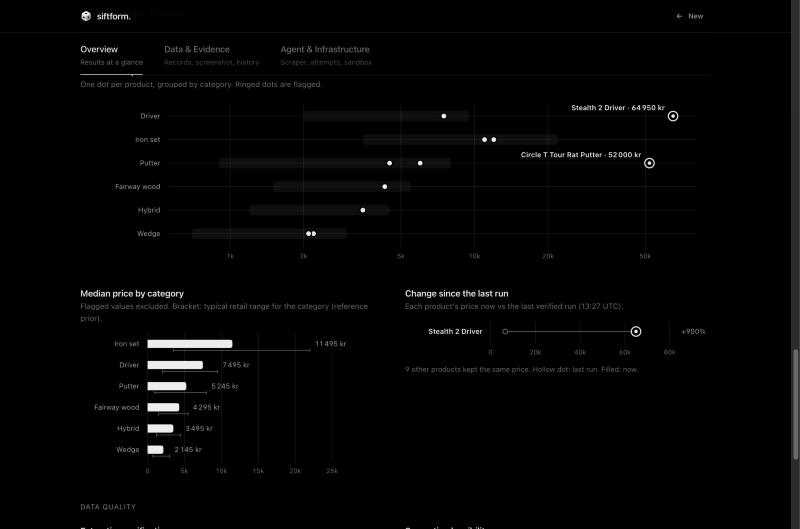 siftform.
← New
Overview
Data & Evidence
Agent & Infrastructure
Results at a glance
Records, screenshot, history
Scraper, attempts, sandbox
One dot per product, grouped by category. Ringed dots are flagged.
Stealth 2 Driver · 64 950 kr
Driver
Iron set
Circle T Tour Rat Putter · 52 000 kr
Putter
Fairway wood
Hybrid
Wedge
1k
2k
5k
10k
20k
50k
Median price by category
Flagged values excluded. Bracket: typical retail range for the category (reference
prior).
Iron set
11 495 kr
Driver
7 495 kr
Putter
5 245 kr
Fairway wood
4 295 kr
Hybrid
3 495 kr
Wedge
2 145 kr
0
5k
10k
15k
20k
25k
Change since the last run
Each product's price now vs the last verified run (13:27 UTC).
Stealth 2 Driver
+900%
0
20k
40k
60k
80k
9 other products kept the same price. Hollow dot: last run. Filled: now.
DATA QUALITY